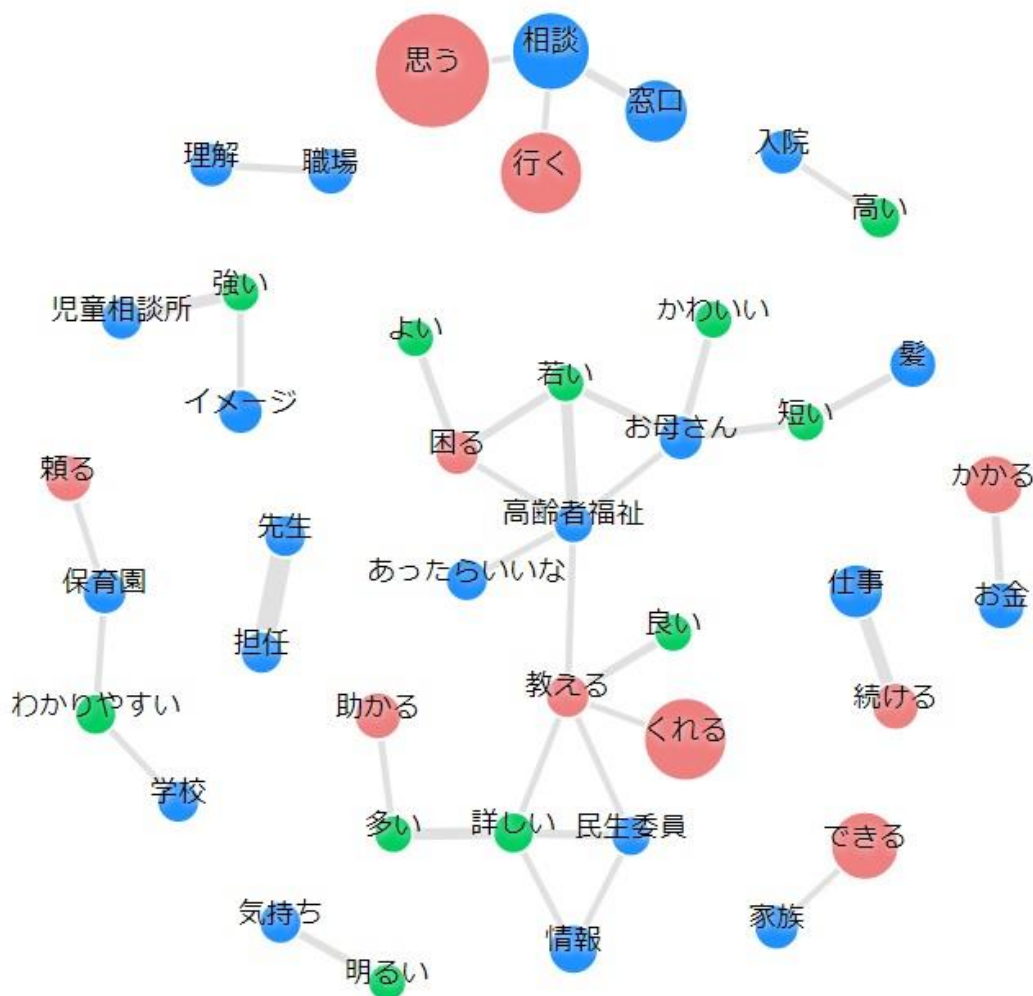 思う
相談
窓口
行く
理解
職場
入院
高い
児童相談所
強い
イメージ
よい
若い
かわいい
困る
お母さん
短い
髪
高齢者福祉
あったらいいな
頼る
保育園
わかりやすい
学校
先生
担任
かかる
お金
仕事
続ける
良い
教える
くれる
助かる
多い
詳しい
民生委員
情報
できる
家族
気持ち
明るい